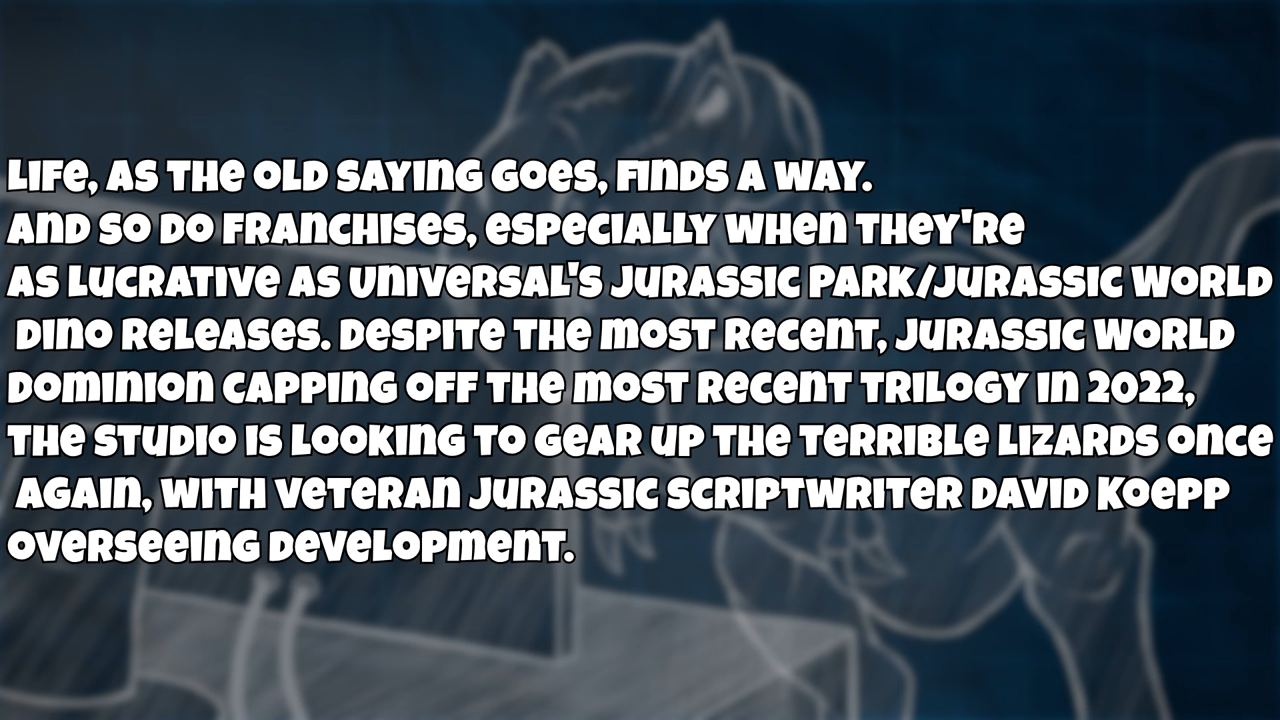 Life, as the old saying goes, finds a way.
And so do franchises, especially when they're
as lucrative as Universal's Jurassic Park/Jurassic World
Dino releases. Despite the most recent, Jurassic World
Dominion capping off the most recent trilogy in 2022,
the studio is looking to gear up the terrible lizards once
again, with veteran Jurassic scriptwriter David Koepp
overseeing development.